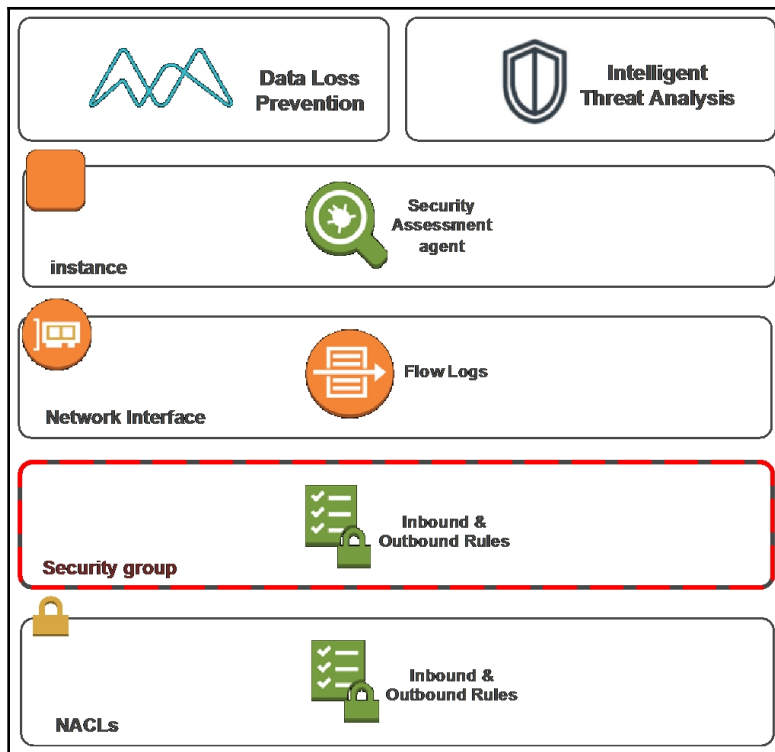 Data Loss
Prevention
Intelligent
Threat Analysis
Security
Assessment
agent
instance
Flow Logs
Network Interface
Inbound &
Outbound Rules
Security group
Inbound &
Outbound Rules
NACLs